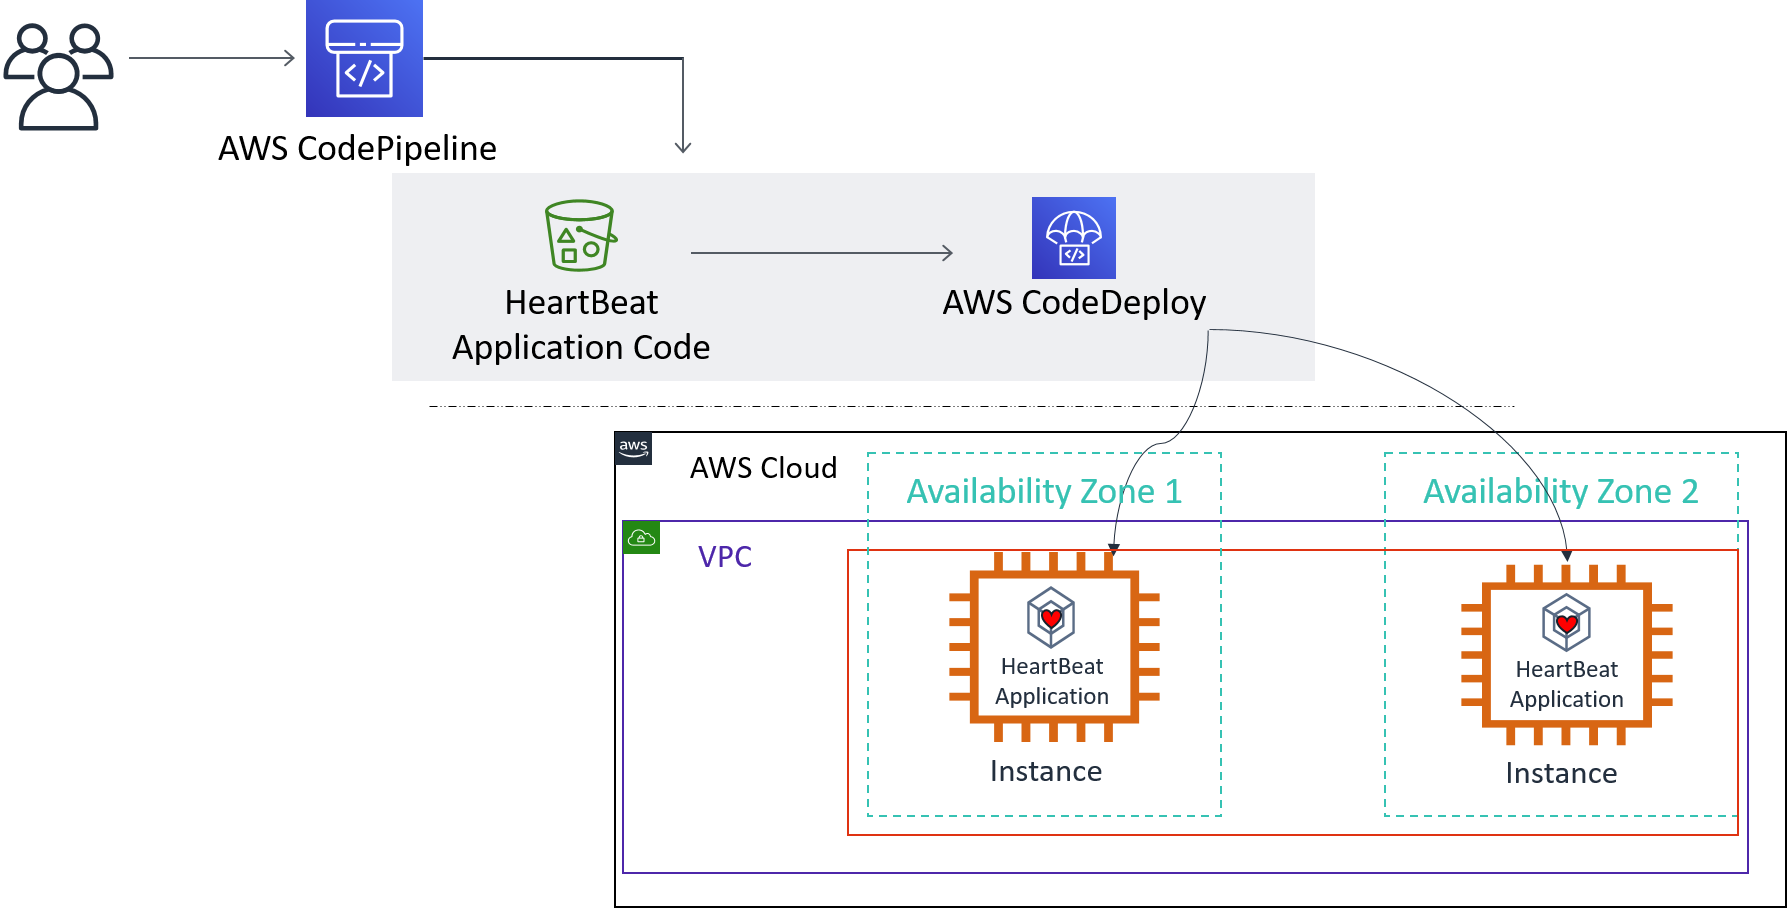 AWS CodePipeline
HeartBeat
Application Code
AWS CodeDeploy
aws
AWS Cloud
Availability Zone 1
Availability Zone 2
VPC
HeartBeat
Application
Instance
HeartBeat
Application
Instance